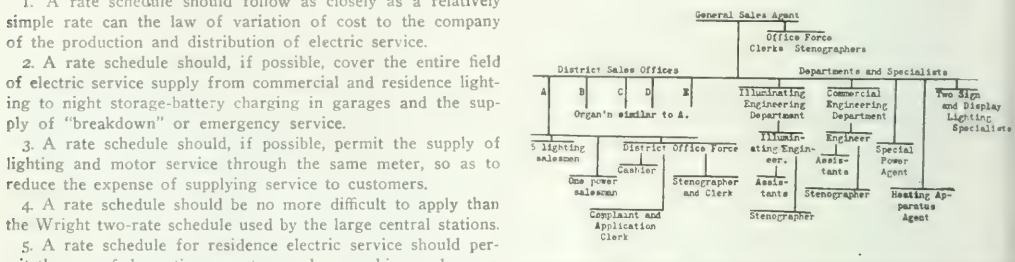 1. A rate schedule should follow as closely as a relatively
simple rate can the law of variation of cost to the company
of the production and distribution of electric service.
2. A rate schedule should, if possible, cover the entire field
of electric service supply from commercial and residence light-
ing to night storage-battery charging in garages and the sup-
ply of "breakdown" or emergency service.
3. A rate schedule should, if possible, permit the supply of
lighting and motor service through the same meter, so as to
reduce the expense of supplying service to customers.
4. A rate schedule should be no more difficult to apply than
the Wright two-rate schedule used by the large central stations.
5. A rate schedule for residence electric service should per-
General Sales Agent
Office Force
Clerks Stenographers
District Sales Offices
Departments and Specialists
A B C D E
Organ'n similar to A.
Illuminating
Engineering
Department
Commercial
Engineering
Department
Two Sign
and Display
Lighting
Specialists
5 lighting
salesmen
District Office Force
Illumin-
ating Engin-
eer.
Engineer
Special
Power
Agent
Cashier
Assis-
tants
One power
salesman
Stenographer
and Clerk
Assis-
tants
Stenographer
Heating Ap-
paratus
Agent
Complaint and
Application
Clerk
Stenographer